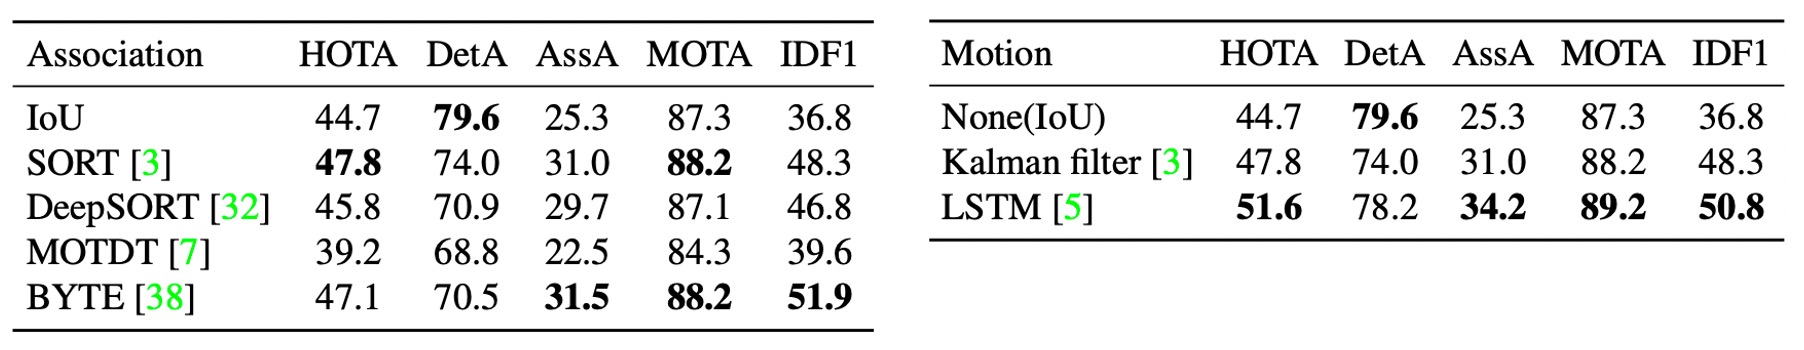 Association HOTA DetA AssA MOTA IDF1
IoU 44.7 79.6 25.3 87.3 36.8
SORT [3] 47.8 74.0 31.0 88.2 48.3
DeepSORT [32] 45.8 70.9 29.7 87.1 46.8
MOTDT [7] 39.2 68.8 22.5 84.3 39.6
BYTE [38] 47.1 70.5 31.5 88.2 51.9
Motion HOTA DetA AssA MOTA IDF1
None(IoU) 44.7 79.6 25.3 87.3 36.8
Kalman filter [3] 47.8 74.0 31.0 88.2 48.3
LSTM [5] 51.6 78.2 34.2 89.2 50.8